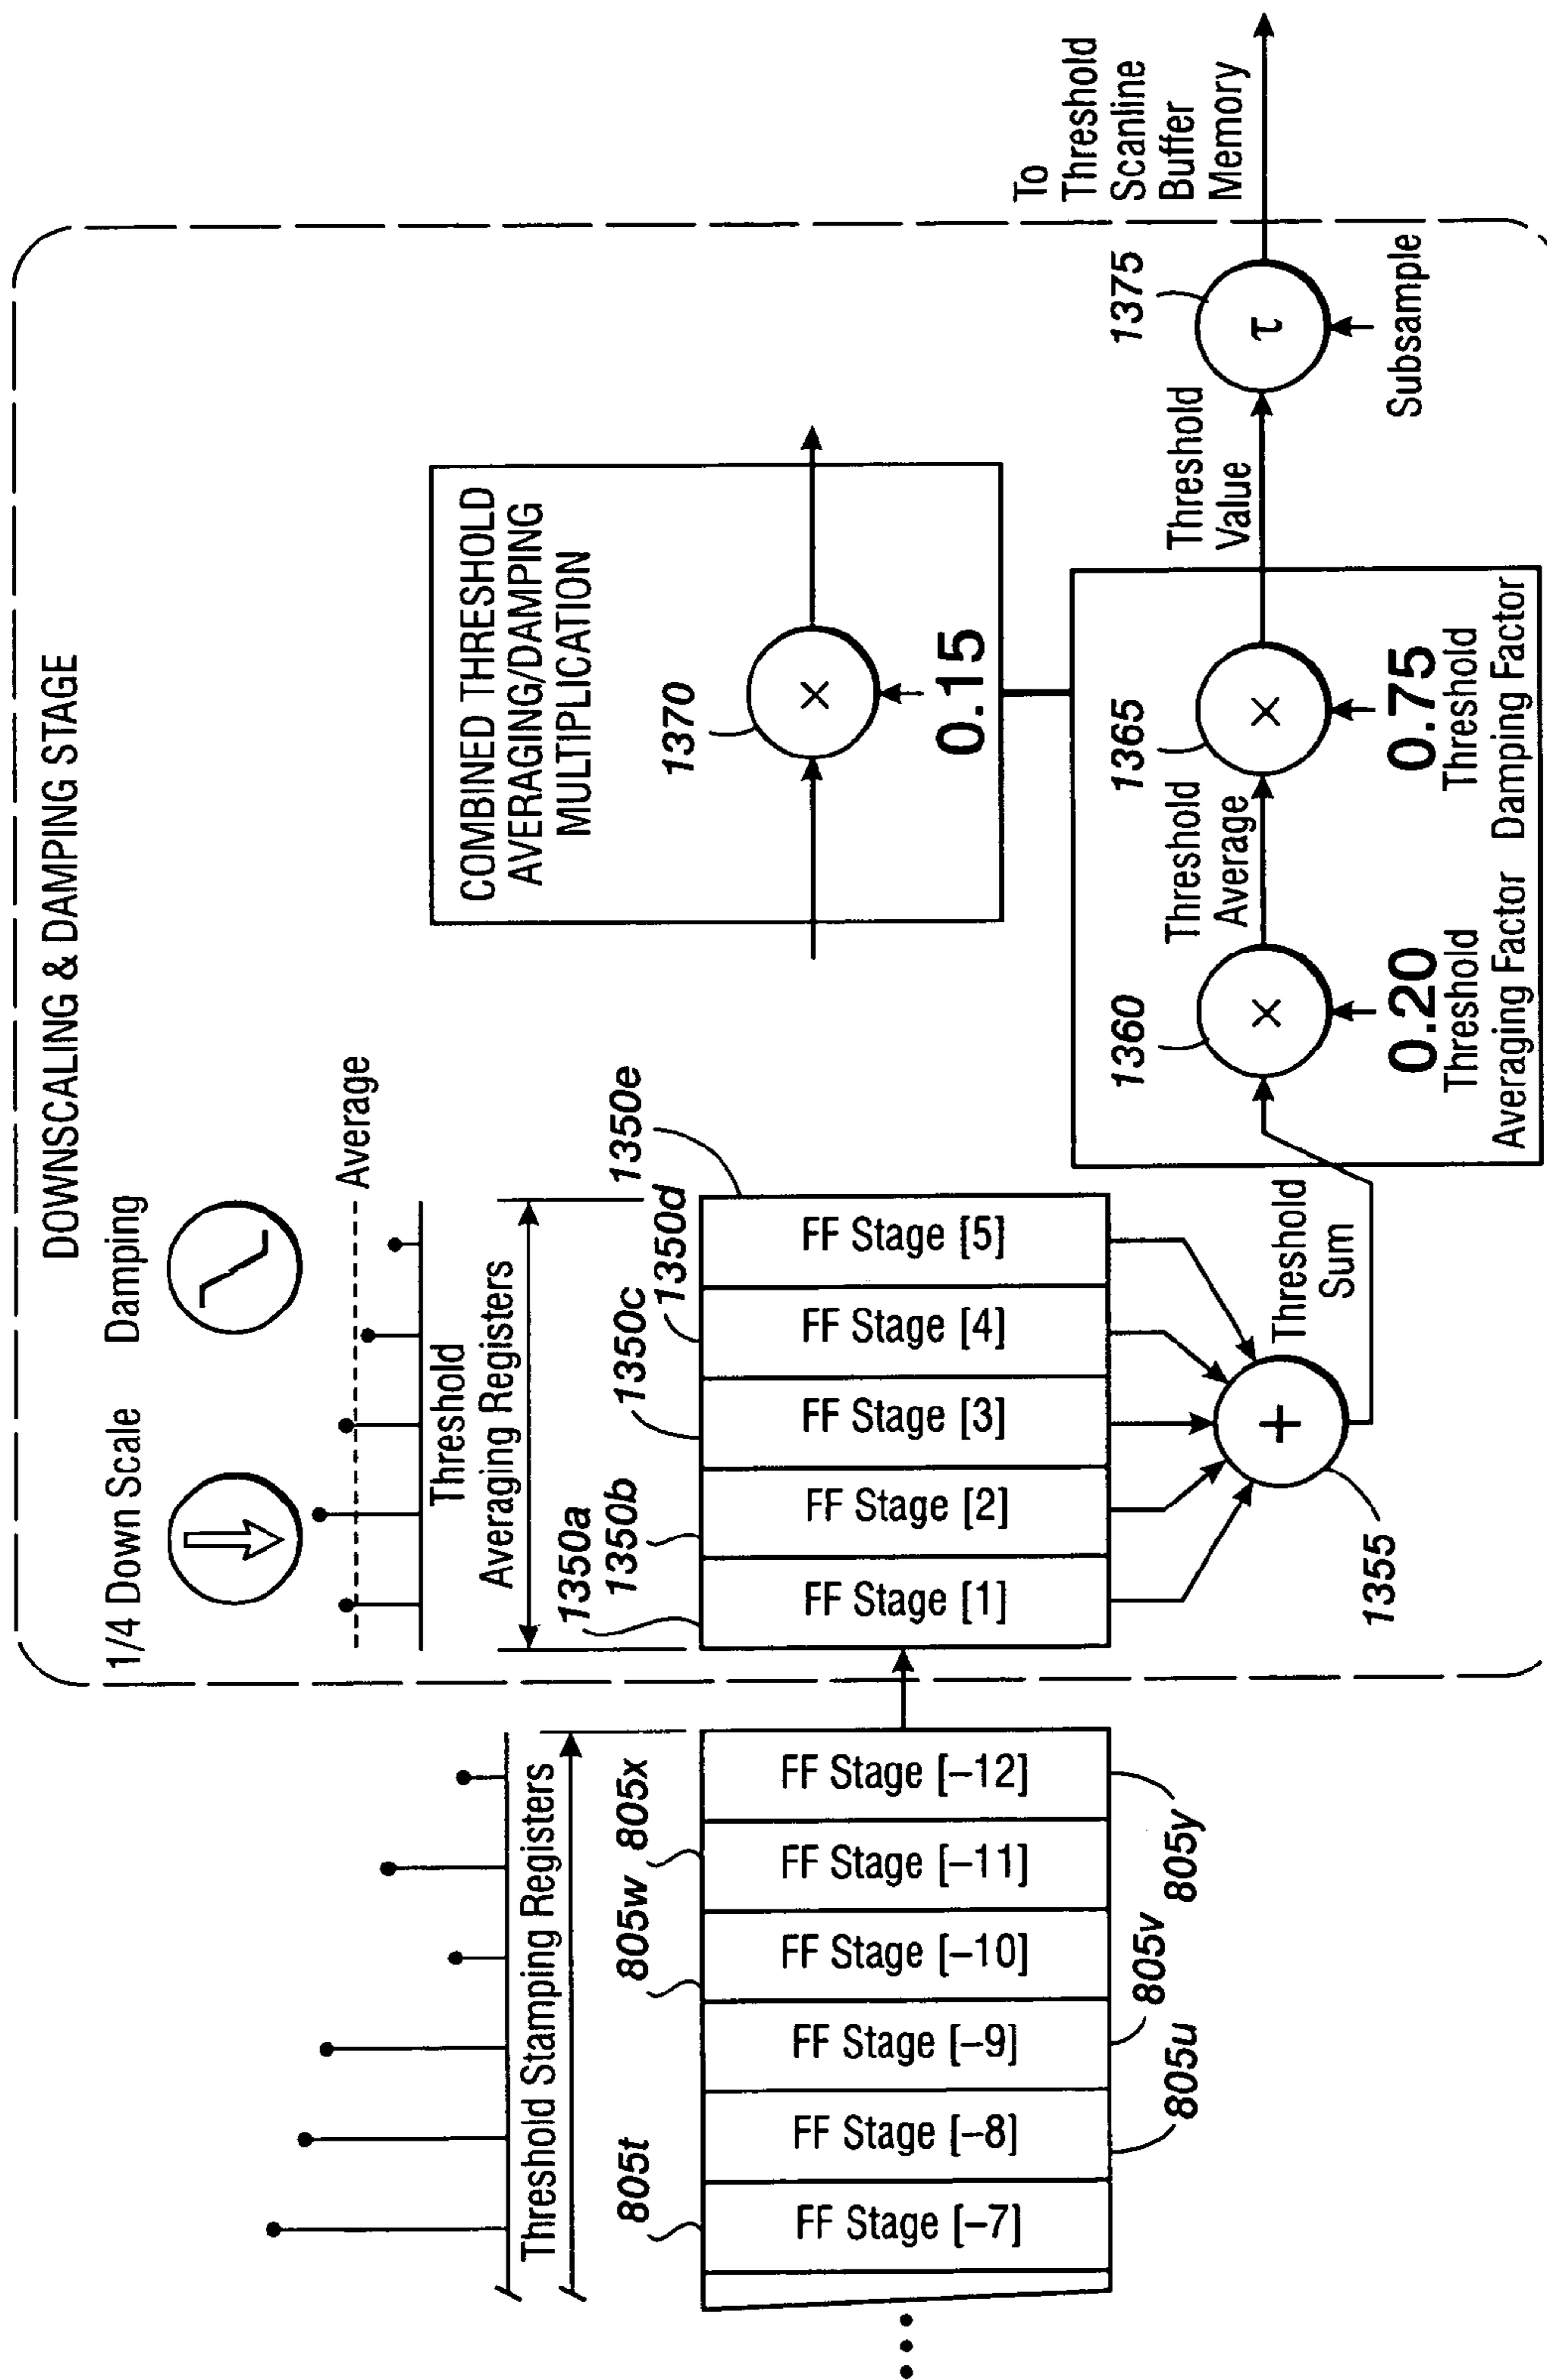 DOWNSCALING & DAMPING STAGE
1/4 Down Scale
Damping
Average
Threshold
Averaging Registers
1350a
1350b
1350c
1350d
1350e
FF Stage [1]
FF Stage [2]
FF Stage [3]
FF Stage [4]
FF Stage [5]
+
1355
Threshold
Sum
Threshold Stamping Registers
805t
805w
805x
FF Stage [–7]
FF Stage [–8]
FF Stage [–9]
FF Stage [–10]
FF Stage [–11]
FF Stage [–12]
805u
805v
805y
COMBINED THRESHOLD
AVERAGING/DAMPING
MULTIPLICATION
1370
×
0.15
1360
×
0.20
Threshold
Averaging Factor
Threshold
Average
1365
×
0.75
Threshold
Damping Factor
Threshold
Value
1375
τ
Subsample
To
Threshold
Scanline
Buffer
Memory